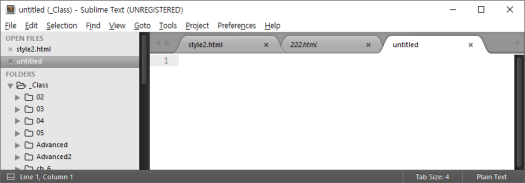 untitled (_Class) - Sublime Text (UNREGISTERED)
File Edit Selection Find View Goto Tools Project Preferences Help
OPEN FILES
style2.html
untitled
FOLDERS
_Class
02
03
04
05
Advanced
Advanced2
ch_6
style2.html 222.html untitled
1
Line 1, Column 1 Tab Size: 4 Plain Text